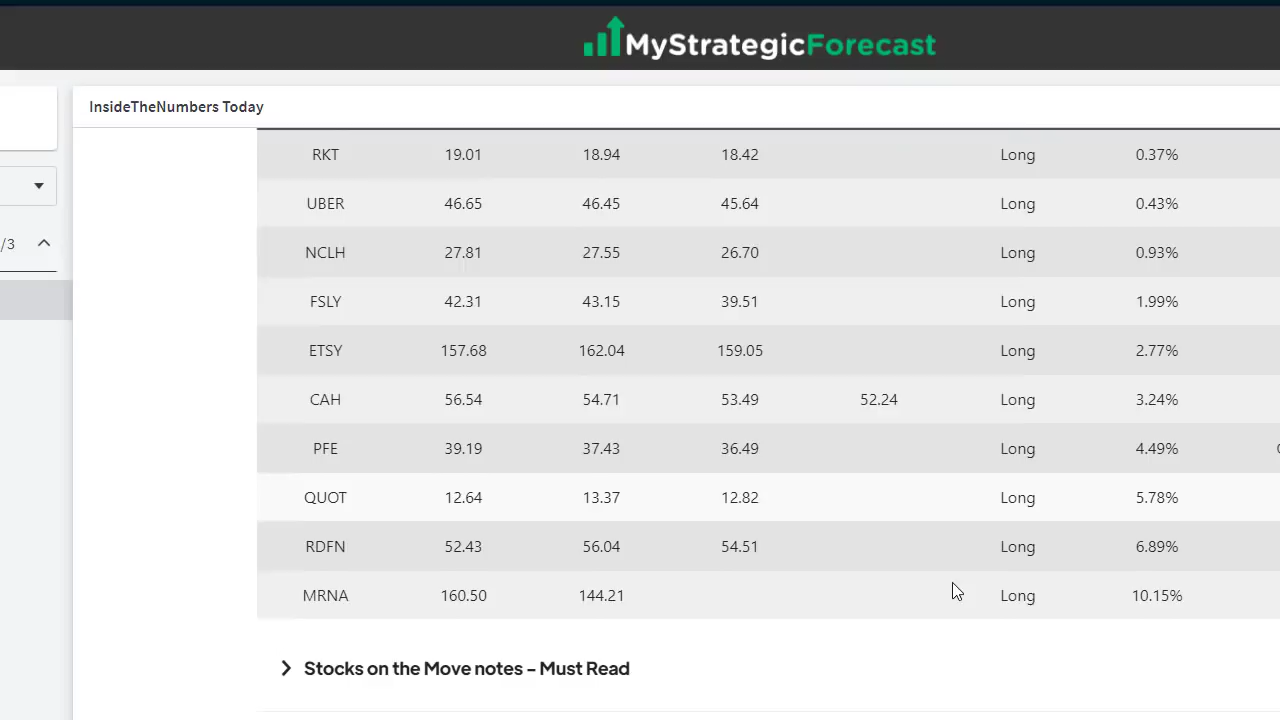 MyStrategicForecast
InsideTheNumbers Today
RKT 19.01 18.94 18.42 Long 0.37%
UBER 46.65 46.45 45.64 Long 0.43%
/3
NCLH 27.81 27.55 26.70 Long 0.93%
FSLY 42.31 43.15 39.51 Long 1.99%
ETSY 157.68 162.04 159.05 Long 2.77%
CAH 56.54 54.71 53.49 52.24 Long 3.24%
PFE 39.19 37.43 36.49 Long 4.49%
QUOT 12.64 13.37 12.82 Long 5.78%
RDFN 52.43 56.04 54.51 Long 6.89%
MRNA 160.50 144.21 Long 10.15%
Stocks on the Move notes – Must Read